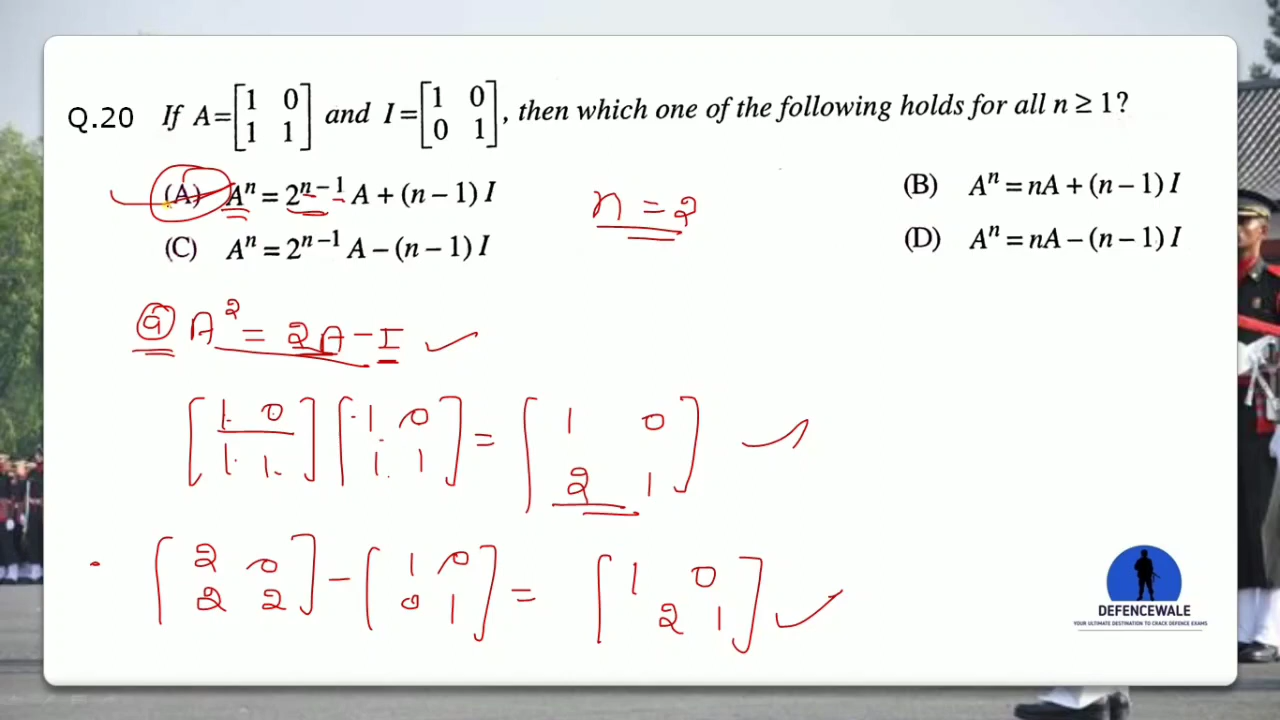 Q.20 If A=[1 0 1 1] and I=[1 0 0 1], then which one of the following holds for all n ≥ 1?
(A) Aⁿ = 2ⁿ⁻¹ A + (n − 1) I
(B) Aⁿ = nA + (n − 1) I
n = 2
(C) Aⁿ = 2ⁿ⁻¹ A − (n − 1) I
(D) Aⁿ = nA − (n − 1) I
A² = 2A − I
[1 0] [1 0] = [1 0]
[1 1] [1 1] [2 1]
[2 0] − [1 0] = [1 0]
[2 2] [0 1] [2 1]
DEFENCEWALE
YOUR ULTIMATE DESTINATION TO CRACK DEFENCE EXAMS